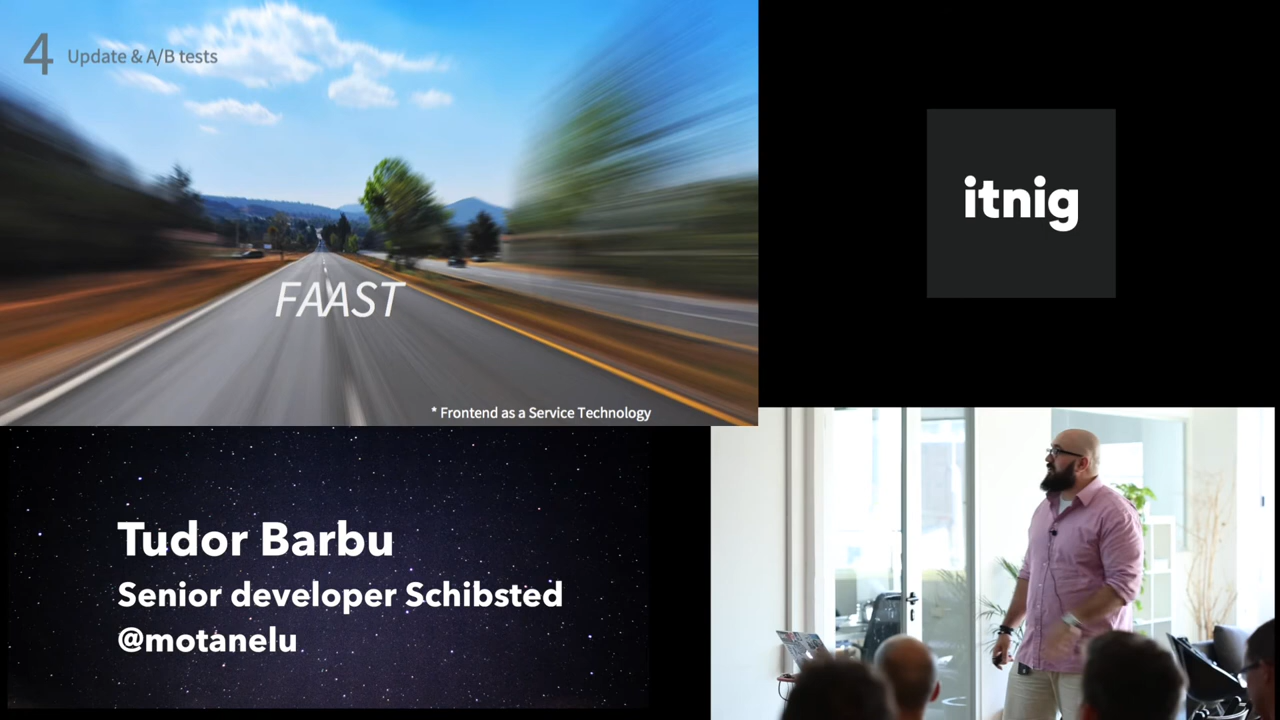 4 Update & A/B tests
FAAST
* Frontend as a Service Technology
itnig
Tudor Barbu
Senior developer Schibsted
@motanelu